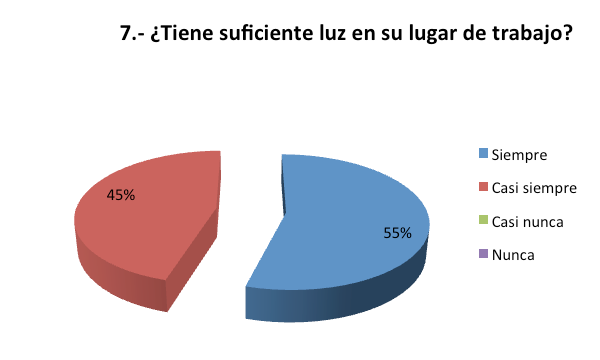 7.- ¿Tiene suficiente luz en su lugar de trabajo?
45%
55%
Siempre
Casi siempre
Casi nunca
Nunca